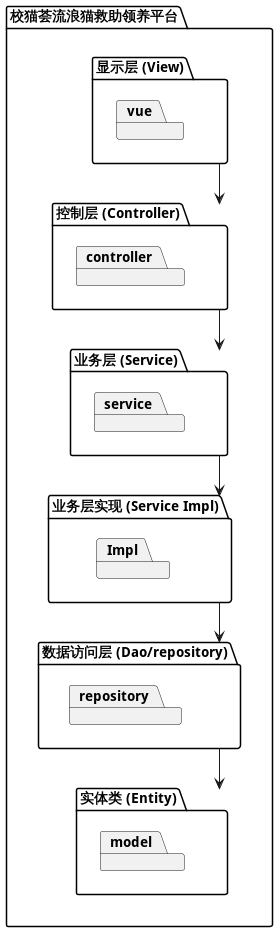 校猫荟流浪猫救助领养平台
显示层 (View)
vue
控制层 (Controller)
controller
业务层 (Service)
service
业务层实现 (Service Impl)
Impl
数据访问层 (Dao/repository)
repository
实体类 (Entity)
model